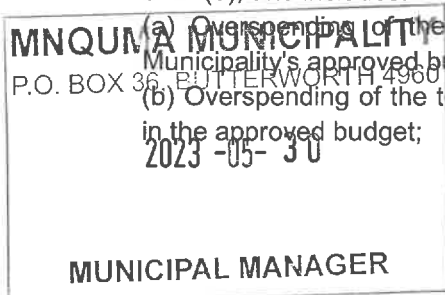 (a) Overspending of the
MNQUMA MUNICIPALITY
Municipality's approved b
P.O. BOX 36, BUTTERWORTH 4960
(b) Overspending of the t
in the approved budget;
2023 -05- 30
MUNICIPAL MANAGER